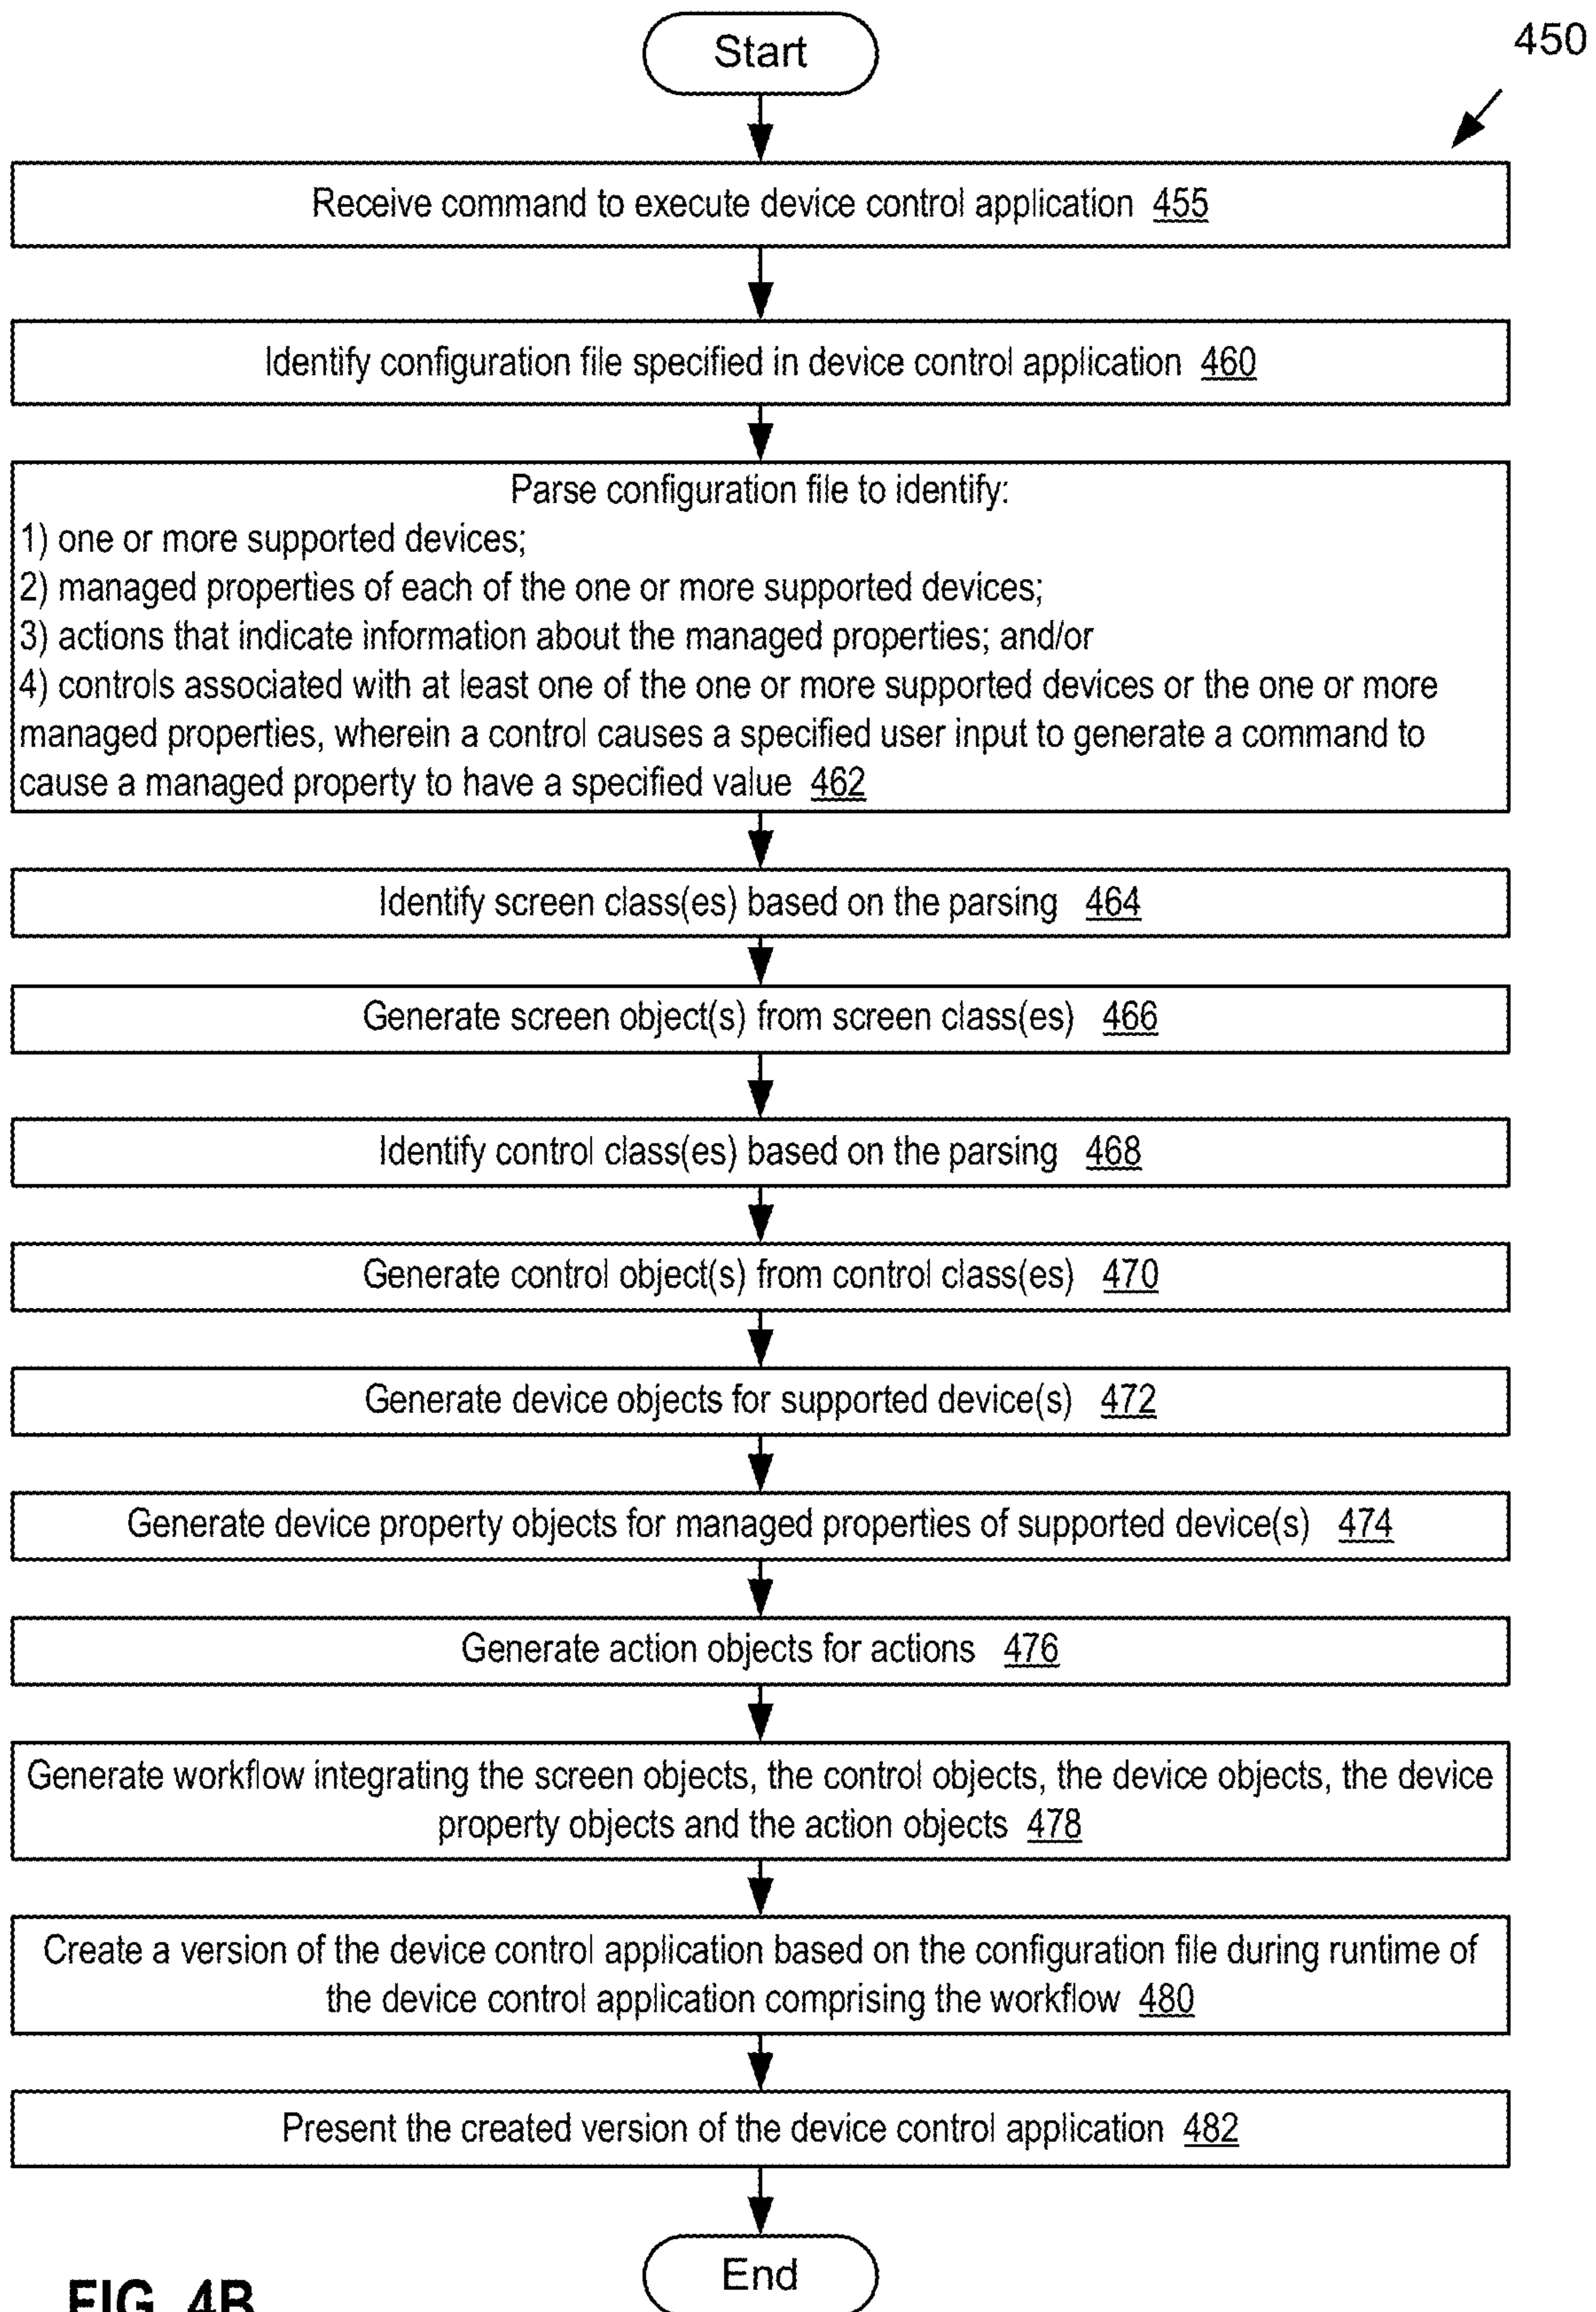 Start
450
Receive command to execute device control application 455
Identify configuration file specified in device control application 460
Parse configuration file to identify:
1) one or more supported devices;
2) managed properties of each of the one or more supported devices;
3) actions that indicate information about the managed properties; and/or
4) controls associated with at least one of the one or more supported devices or the one or more
managed properties, wherein a control causes a specified user input to generate a command to
cause a managed property to have a specified value 462
Identify screen class(es) based on the parsing 464
Generate screen object(s) from screen class(es) 466
Identify control class(es) based on the parsing 468
Generate control object(s) from control class(es) 470
Generate device objects for supported device(s) 472
Generate device property objects for managed properties of supported device(s) 474
Generate action objects for actions 476
Generate workflow integrating the screen objects, the control objects, the device objects, the device
property objects and the action objects 478
Create a version of the device control application based on the configuration file during runtime of
the device control application comprising the workflow 480
Present the created version of the device control application 482
End
FIG. 4B